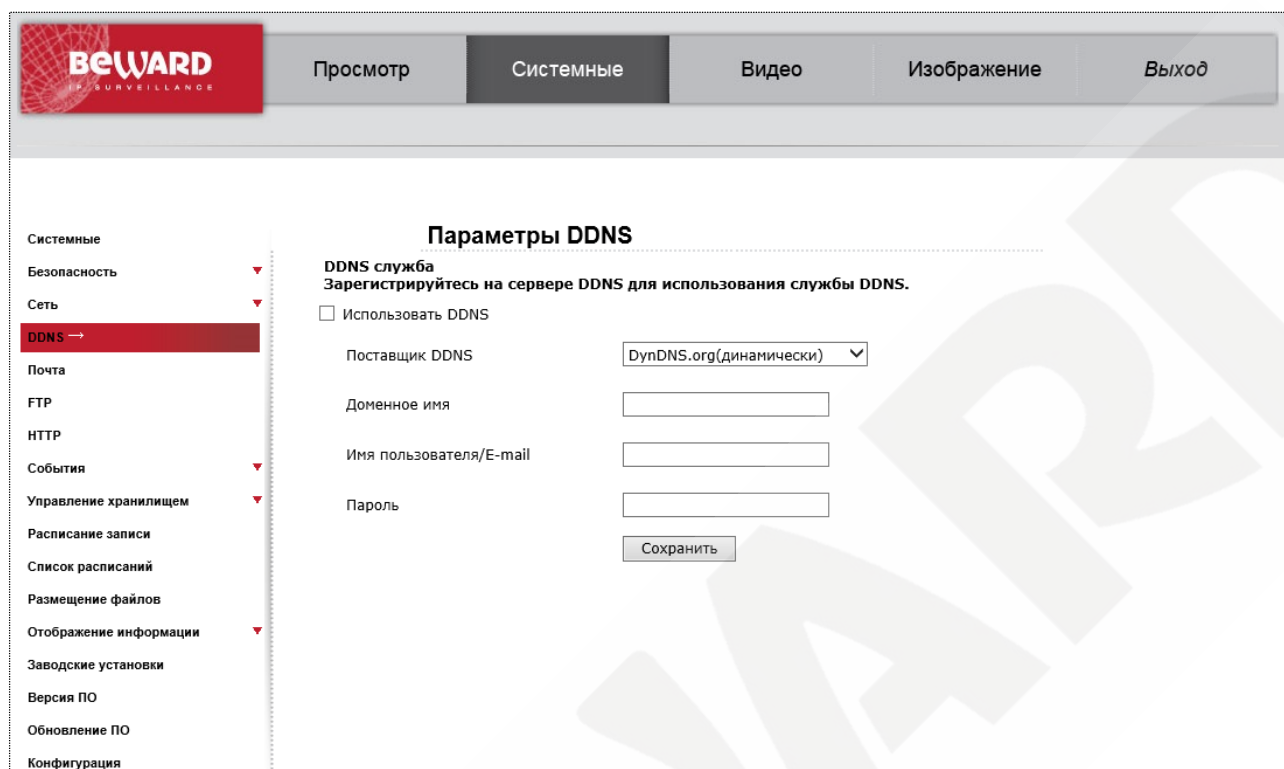 BEWARD
IP SURVEILLANCE
Просмотр
Системные
Видео
Изображение
Выход
Системные
Безопасность
Сеть
DDNS →
Почта
FTP
HTTP
События
Управление хранилищем
Расписание записи
Список расписаний
Размещение файлов
Отображение информации
Заводские установки
Версия ПО
Обновление ПО
Конфигурация
Параметры DDNS
DDNS служба
Зарегистрируйтесь на сервере DDNS для использования службы DDNS.
Использовать DDNS
Поставщик DDNS
DynDNS.org(динамически)
Доменное имя
Имя пользователя/E-mail
Пароль
Сохранить